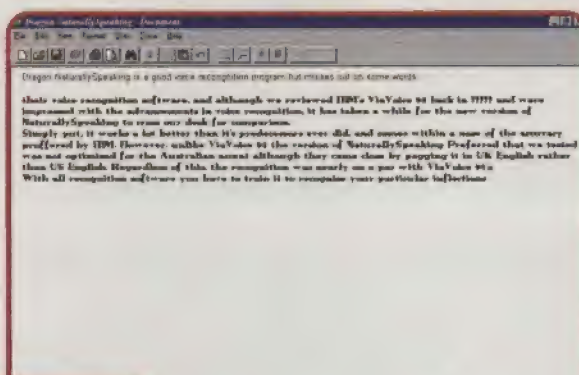 Dragon NaturallySpeaking - Document
File Edit View Format
Dragon NaturallySpeaking is a good voice recognition program but misses out on some words
their voice recognition software, and although we reviewed IBM's ViaVoice 98 back in ????? and were
impressed with the advancements in voice recognition, it has taken a while for the new version of
NaturallySpeaking to cross our desk for comparison.
Simply put, it works a lot better than it's predecessors ever did, and comes within a of the accuracy
proffered by IBM. However, unlike ViaVoice 98 the version of NaturallySpeaking Preferred that we tested
was not optimised for the Australian accent although they came close by pegging it in UK English rather
than US English. Regardless of this, the recognition was nearly on a par with ViaVoice 98's
With all recognition software you have to train it to recognise your particular inflections